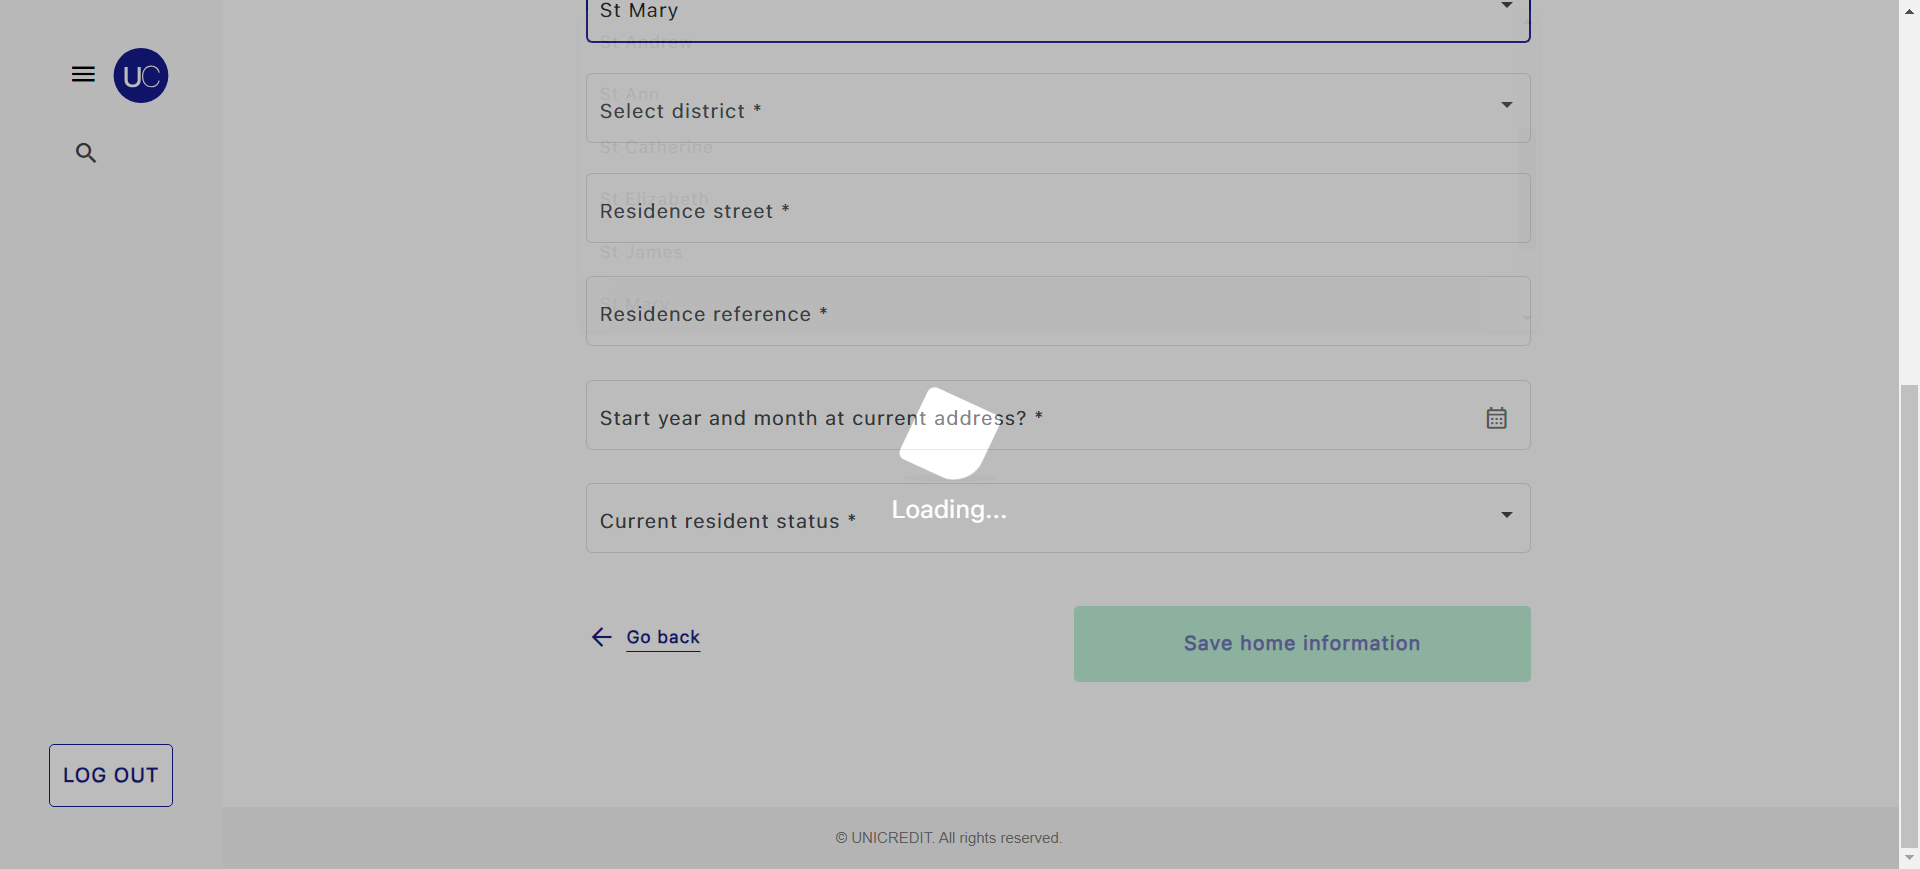 St Mary
UC
St Andrew
St Ann
Select district *
St Catherine
St Elizabeth
Residence street *
St James
St Mary
Residence reference *
Start year and month at current address? *
Loading...
Current resident status *
Go back
Save home information
LOG OUT
© UNICREDIT. All rights reserved.